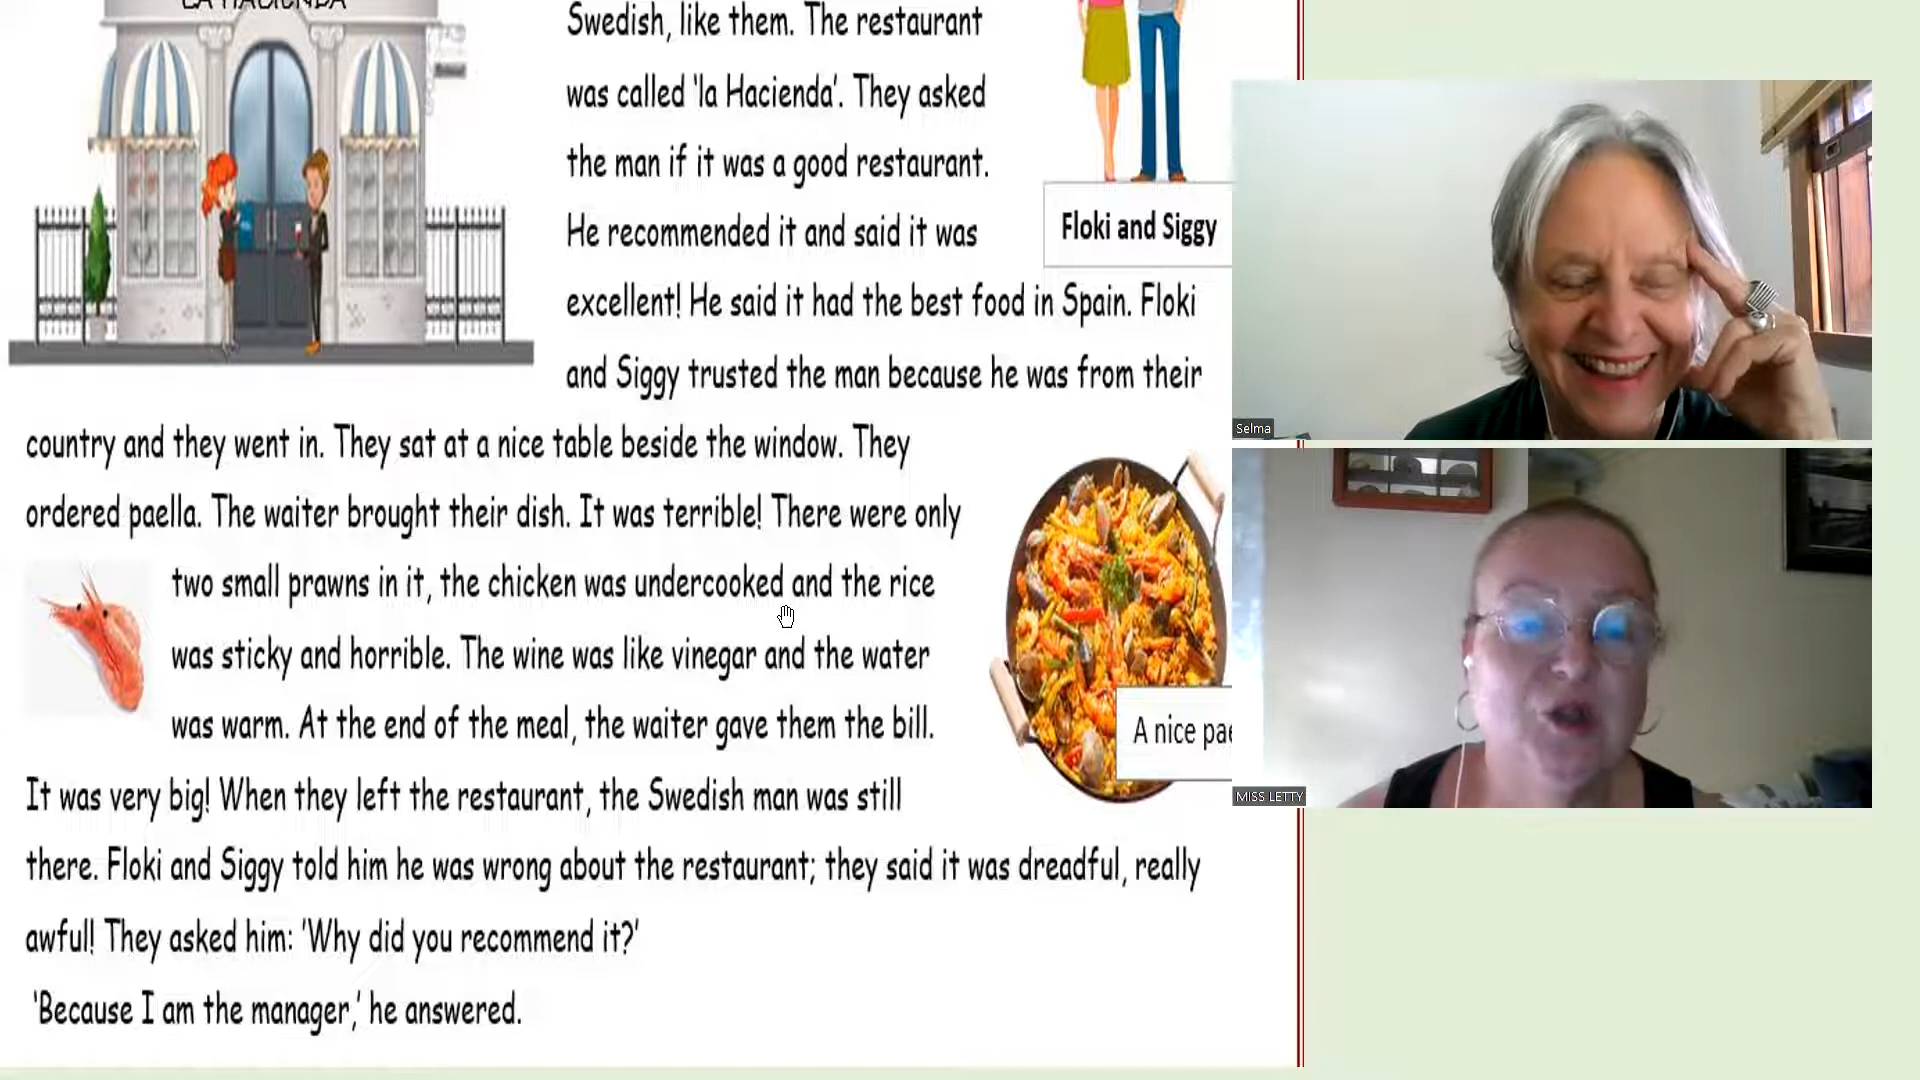 LA HACIENDA
Swedish, like them. The restaurant
was called 'la Hacienda'. They asked
the man if it was a good restaurant.
He recommended it and said it was
excellent! He said it had the best food in Spain. Floki
and Siggy trusted the man because he was from their
country and they went in. They sat at a nice table beside the window. They
ordered paella. The waiter brought their dish. It was terrible! There were only
two small prawns in it, the chicken was undercooked and the rice
was sticky and horrible. The wine was like vinegar and the water
was warm. At the end of the meal, the waiter gave them the bill.
It was very big! When they left the restaurant, the Swedish man was still
there. Floki and Siggy told him he was wrong about the restaurant; they said it was dreadful, really
awful! They asked him: 'Why did you recommend it?'
'Because I am the manager,' he answered.
Floki and Siggy
A nice pae
Selma
MISS LETTY